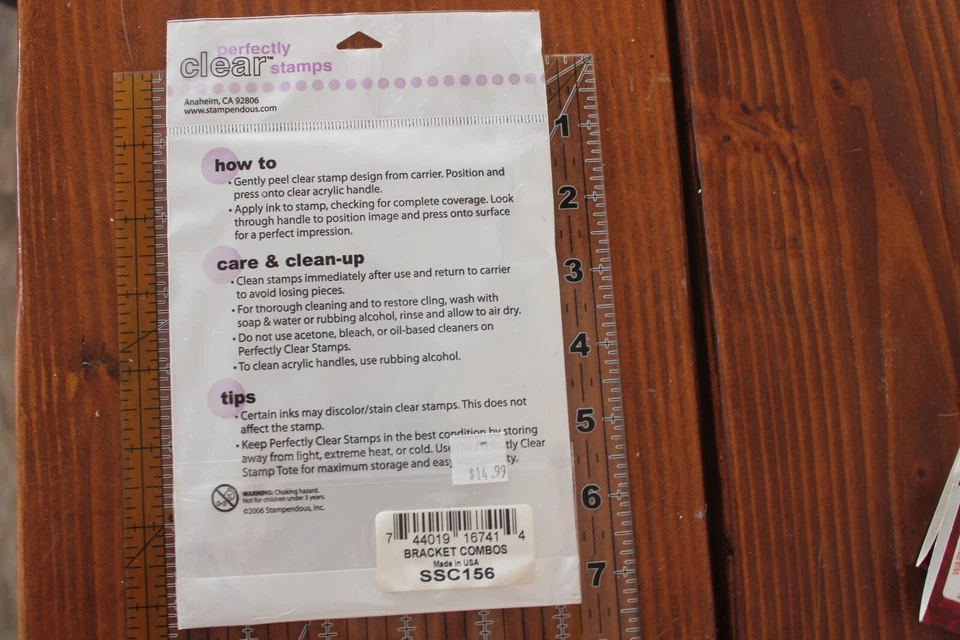 perfectly
clear™ stamps
Anaheim, CA 92806
www.stampendous.com
how to
• Gently peel clear stamp design from carrier. Position and
press onto clear acrylic handle.
• Apply ink to stamp, checking for complete coverage. Look
through handle to position image and press onto surface
for a perfect impression.
care & clean-up
• Clean stamps immediately after use and return to carrier
to avoid losing pieces.
• For thorough cleaning and to restore cling, wash with
soap & water or rubbing alcohol, rinse and allow to air dry.
• Do not use acetone, bleach, or oil-based cleaners on
Perfectly Clear Stamps.
• To clean acrylic handles, use rubbing alcohol.
tips
• Certain inks may discolor/stain clear stamps. This does not
affect the stamp.
• Keep Perfectly Clear Stamps in the best condition by storing
away from light, extreme heat, or cold. Use
Clear
Stamp Tote for maximum storage and
$14.99
WARNING: Choking hazard.
Not for children under 3 years.
©2006 Stampendous, Inc.
7 44019 16741 4
BRACKET COMBOS
Made in USA
SSC156
1
2
3
4
5
6
7